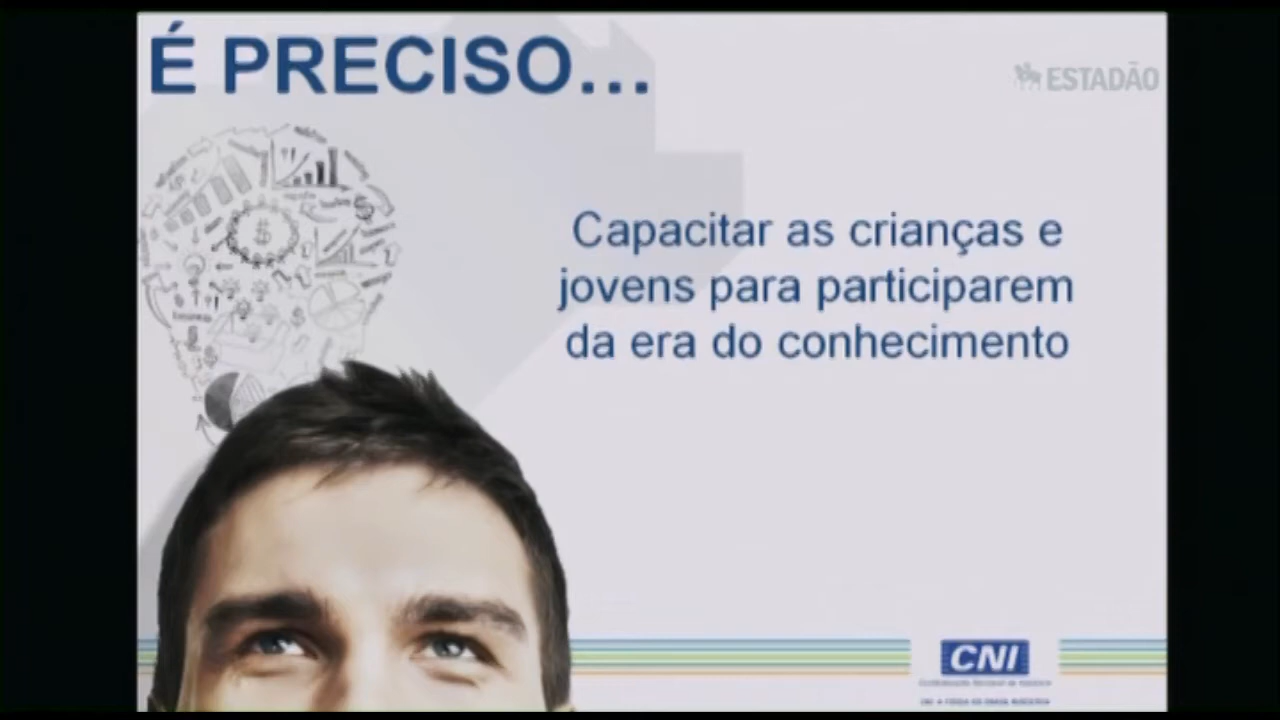 É PRECISO...
ESTADÃO
Capacitar as crianças e
jovens para participarem
da era do conhecimento
CNI